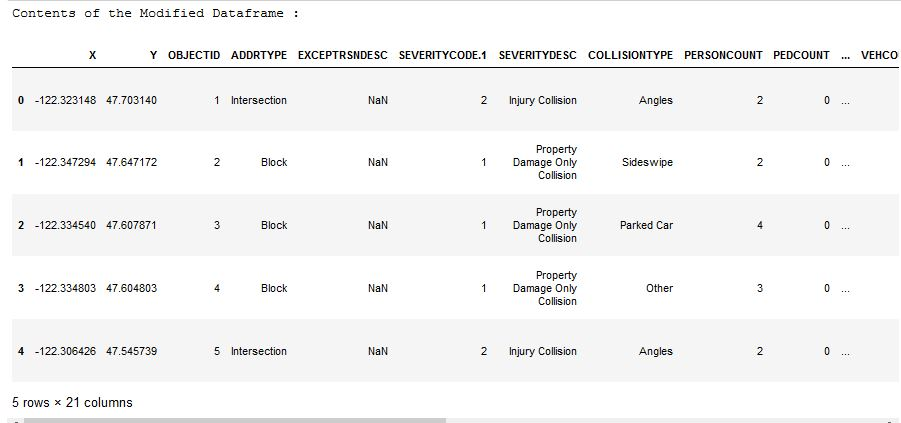 Contents of the Modified Dataframe :
X Y OBJECTID ADDRTYPE EXCEPTRSNDESC SEVERITYCODE.1 SEVERITYDESC COLLISIONTYPE PERSONCOUNT PEDCOUNT ... VEHCO
0 -122.323148 47.703140 1 Intersection NaN 2 Injury Collision Angles 2 0 ...
1 -122.347294 47.647172 2 Block NaN 1 Property Damage Only Collision Sideswipe 2 0 ...
2 -122.334540 47.607871 3 Block NaN 1 Property Damage Only Collision Parked Car 4 0 ...
3 -122.334803 47.604803 4 Block NaN 1 Property Damage Only Collision Other 3 0 ...
4 -122.306426 47.545739 5 Intersection NaN 2 Injury Collision Angles 2 0 ...
5 rows × 21 columns